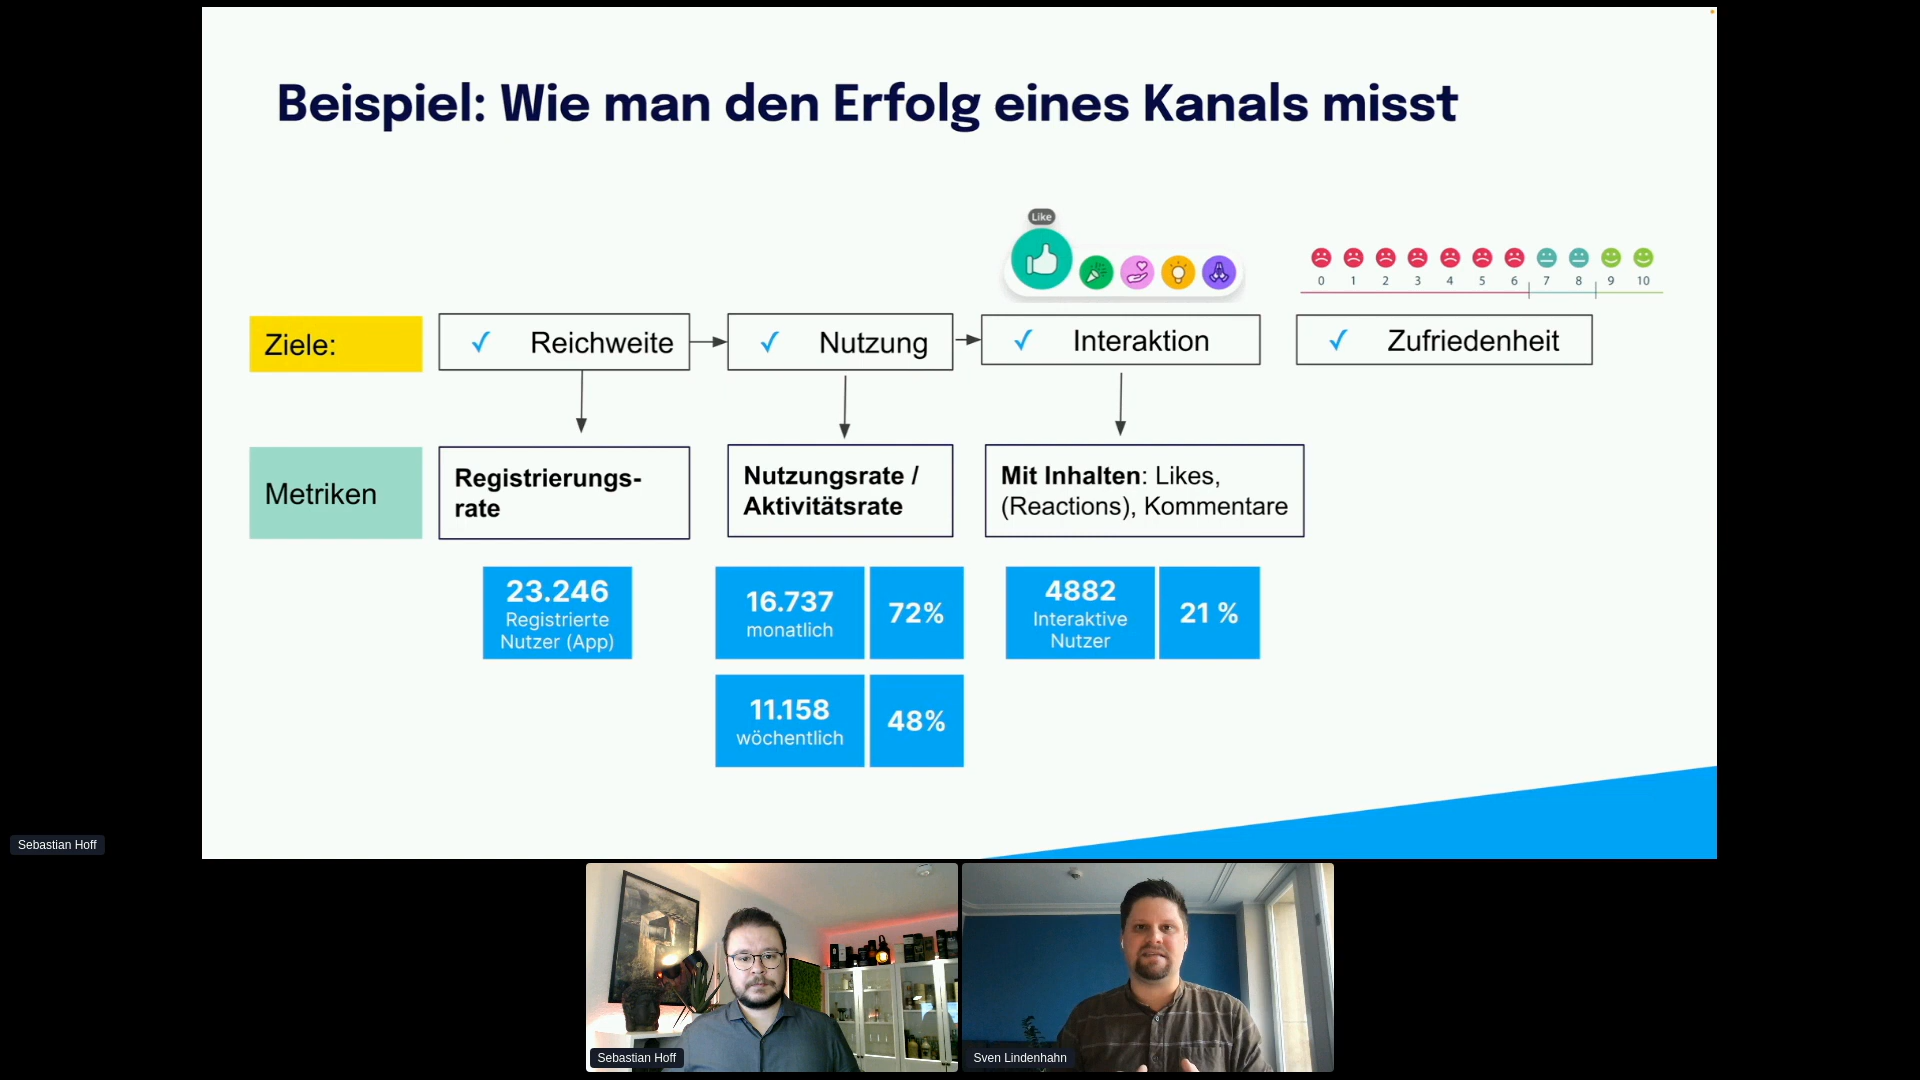 Beispiel: Wie man den Erfolg eines Kanals misst
Like
0 1 2 3 4 5 6 7 8 9 10
Ziele:
✓ Reichweite
✓ Nutzung
✓ Interaktion
✓ Zufriedenheit
Metriken
Registrierungs-
rate
Nutzungsrate /
Aktivitätsrate
Mit Inhalten: Likes,
(Reactions), Kommentare
23.246
Registrierte
Nutzer (App)
16.737
monatlich
72%
4882
Interaktive
Nutzer
21 %
11.158
wöchentlich
48%
Sebastian Hoff
Sebastian Hoff
Sven Lindenhahn